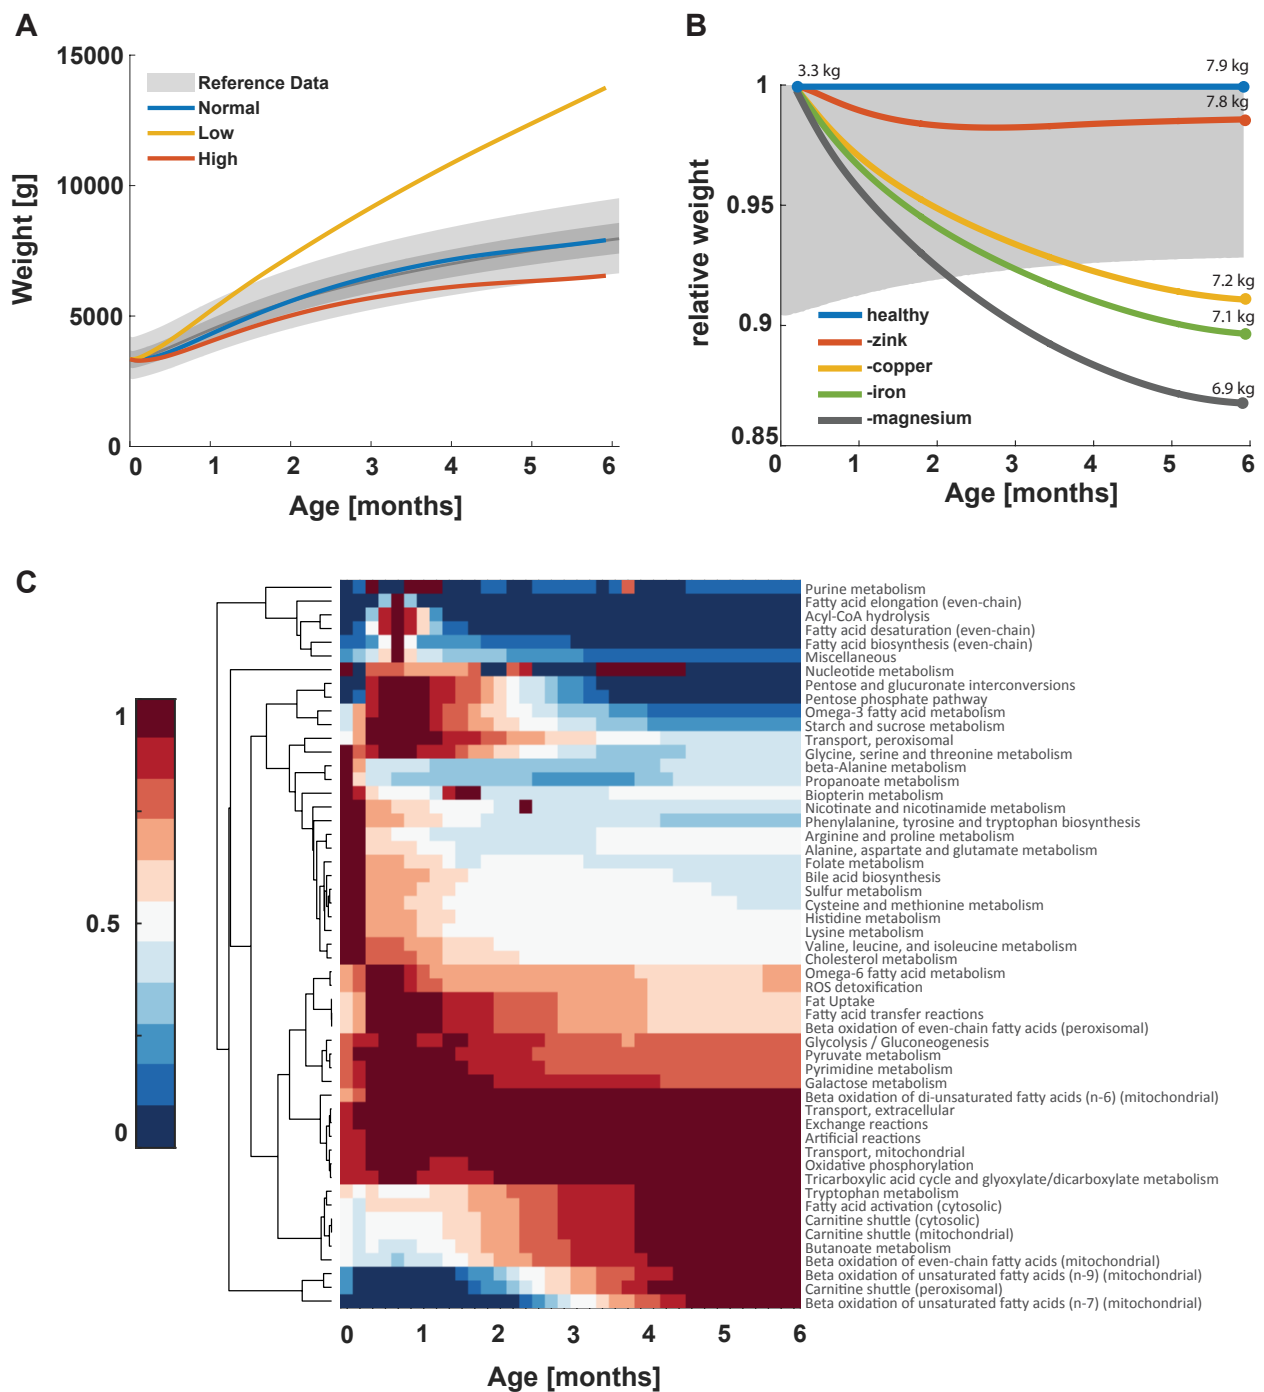 A
15000
10000
5000
0
Weight [g]
Reference Data
Normal
Low
High
0 1 2 3 4 5 6
Age [months]
B
1
0.95
0.9
0.85
relative weight
3.3 kg
7.9 kg
7.8 kg
7.2 kg
7.1 kg
6.9 kg
healthy
-zink
-copper
-iron
-magnesium
0 1 2 3 4 5 6
Age [months]
C
1
0.5
0
Purine metabolism
Fatty acid elongation (even-chain)
Acyl-CoA hydrolysis
Fatty acid desaturation (even-chain)
Fatty acid biosynthesis (even-chain)
Miscellaneous
Nucleotide metabolism
Pentose and glucuronate interconversions
Pentose phosphate pathway
Omega-3 fatty acid metabolism
Starch and sucrose metabolism
Transport, peroxisomal
Glycine, serine and threonine metabolism
beta-Alanine metabolism
Propanoate metabolism
Biopterin metabolism
Nicotinate and nicotinamide metabolism
Phenylalanine, tyrosine and tryptophan biosynthesis
Arginine and proline metabolism
Alanine, aspartate and glutamate metabolism
Folate metabolism
Bile acid biosynthesis
Sulfur metabolism
Cysteine and methionine metabolism
Histidine metabolism
Lysine metabolism
Valine, leucine, and isoleucine metabolism
Cholesterol metabolism
Omega-6 fatty acid metabolism
ROS detoxification
Fat Uptake
Fatty acid transfer reactions
Beta oxidation of even-chain fatty acids (peroxisomal)
Glycolysis / Gluconeogenesis
Pyruvate metabolism
Pyrimidine metabolism
Galactose metabolism
Beta oxidation of di-unsaturated fatty acids (n-6) (mitochondrial)
Transport, extracellular
Exchange reactions
Artificial reactions
Transport, mitochondrial
Oxidative phosphorylation
Tricarboxylic acid cycle and glyoxylate/dicarboxylate metabolism
Tryptophan metabolism
Fatty acid activation (cytosolic)
Carnitine shuttle (cytosolic)
Carnitine shuttle (mitochondrial)
Butanoate metabolism
Beta oxidation of even-chain fatty acids (mitochondrial)
Beta oxidation of unsaturated fatty acids (n-9) (mitochondrial)
Carnitine shuttle (peroxisomal)
Beta oxidation of unsaturated fatty acids (n-7) (mitochondrial)
0 1 2 3 4 5 6
Age [months]